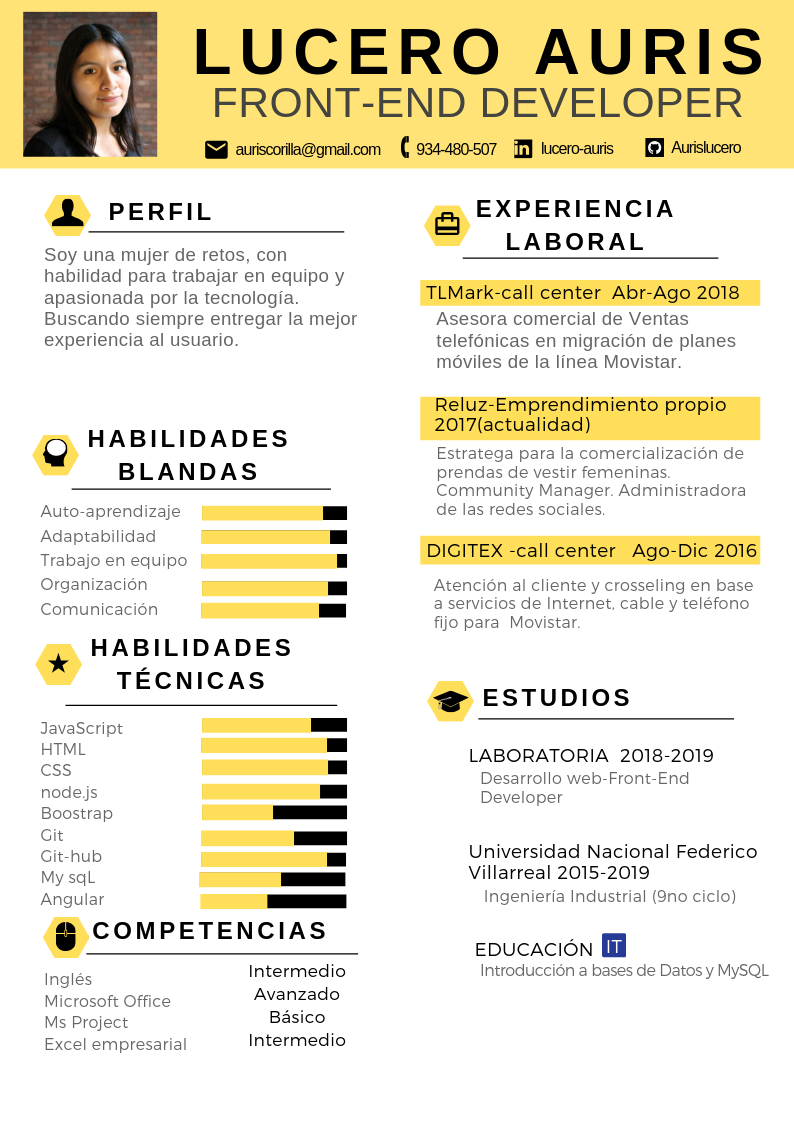 LUCERO AURIS
FRONT-END DEVELOPER
auriscorilla@gmail.com 934-480-507 in lucero-auris Aurislucero
PERFIL
Soy una mujer de retos, con
habilidad para trabajar en equipo y
apasionada por la tecnología.
Buscando siempre entregar la mejor
experiencia al usuario.
HABILIDADES
BLANDAS
Auto-aprendizaje
Adaptabilidad
Trabajo en equipo
Organización
Comunicación
HABILIDADES
TÉCNICAS
JavaScript
HTML
CSS
node.js
Boostrap
Git
Git-hub
My sqL
Angular
COMPETENCIAS
Inglés Intermedio
Microsoft Office Avanzado
Ms Project Básico
Excel empresarial Intermedio
EXPERIENCIA
LABORAL
TLMark-call center Abr-Ago 2018
Asesora comercial de Ventas
telefónicas en migración de planes
móviles de la línea Movistar.
Reluz-Emprendimiento propio
2017(actualidad)
Estratega para la comercialización de
prendas de vestir femeninas.
Community Manager. Administradora
de las redes sociales.
DIGITEX -call center Ago-Dic 2016
Atención al cliente y crosseling en base
a servicios de Internet, cable y teléfono
fijo para Movistar.
ESTUDIOS
LABORATORIA 2018-2019
Desarrollo web-Front-End
Developer
Universidad Nacional Federico
Villarreal 2015-2019
Ingeniería Industrial (9no ciclo)
EDUCACIÓN IT
Introducción a bases de Datos y MySQL